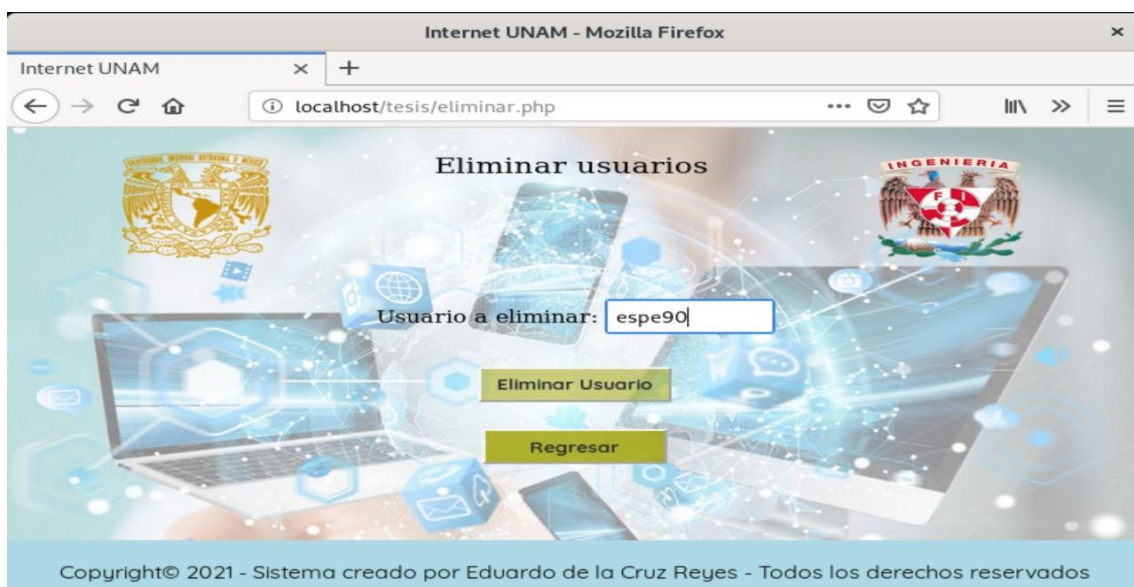 Internet UNAM - Mozilla Firefox
Internet UNAM
localhost/tesis/eliminar.php
Eliminar usuarios
INGENIERIA
FI
Usuario a eliminar: espe90
Eliminar Usuario
Regresar
Copyright© 2021 - Sistema creado por Eduardo de la Cruz Reyes - Todos los derechos reservados